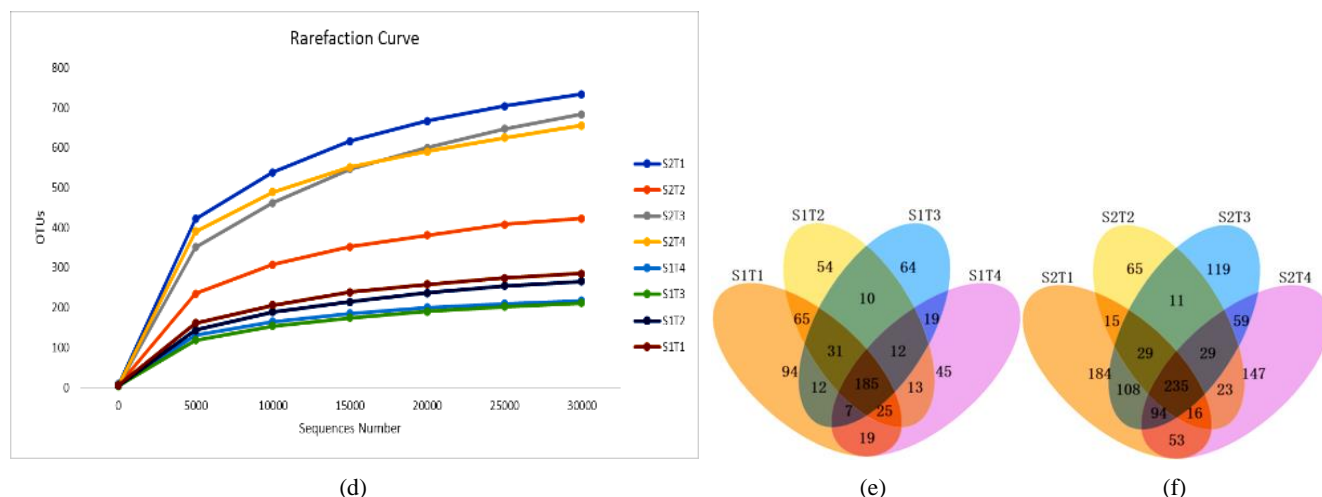 Rarefaction Curve
OTUs
800
700
600
500
400
300
200
100
0
0 5000 10000 15000 20000 25000 30000
Sequences Number
S2T1
S2T2
S2T3
S2T4
S1T4
S1T3
S1T2
S1T1
(d)
S1T2 S1T3
S1T1 S1T4
54 64
10
65 19
31 12
94 185 45
12 13
7 25
19
(e)
S2T2 S2T3
S2T1 S2T4
65 119
11
15 59
29 29
184 235 147
108 23
94 16
53
(f)